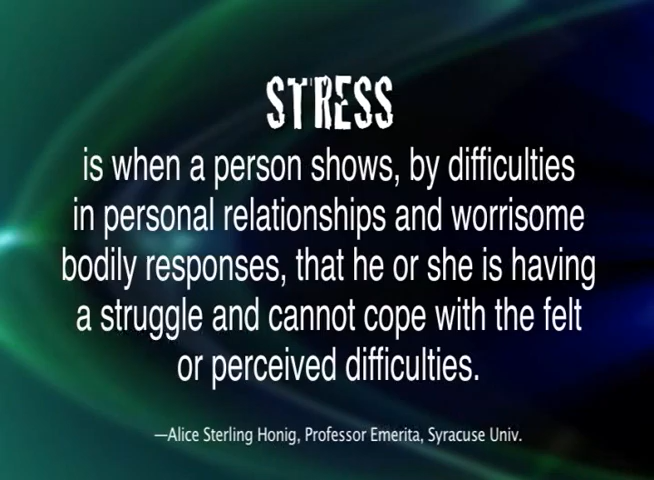 STRESS
is when a person shows, by difficulties
in personal relationships and worrisome
bodily responses, that he or she is having
a struggle and cannot cope with the felt
or perceived difficulties.
—Alice Sterling Honig, Professor Emerita, Syracuse Univ.